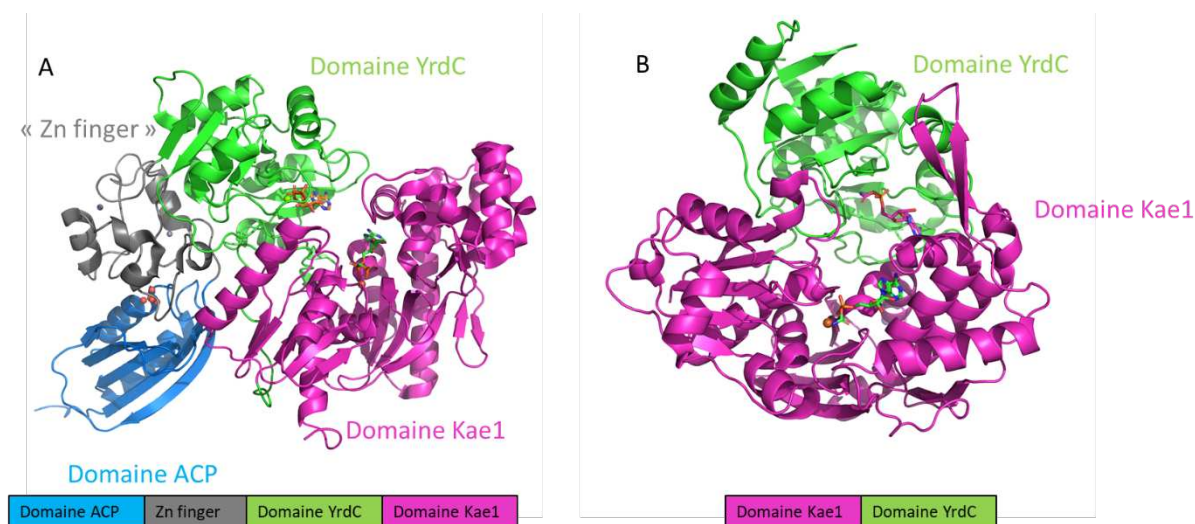 A
Domaine YrdC
« Zn finger »
Domaine Kae1
Domaine ACP
Domaine ACP Zn finger Domaine YrdC Domaine Kae1
B
Domaine YrdC
Domaine Kae1
Domaine Kae1 Domaine YrdC